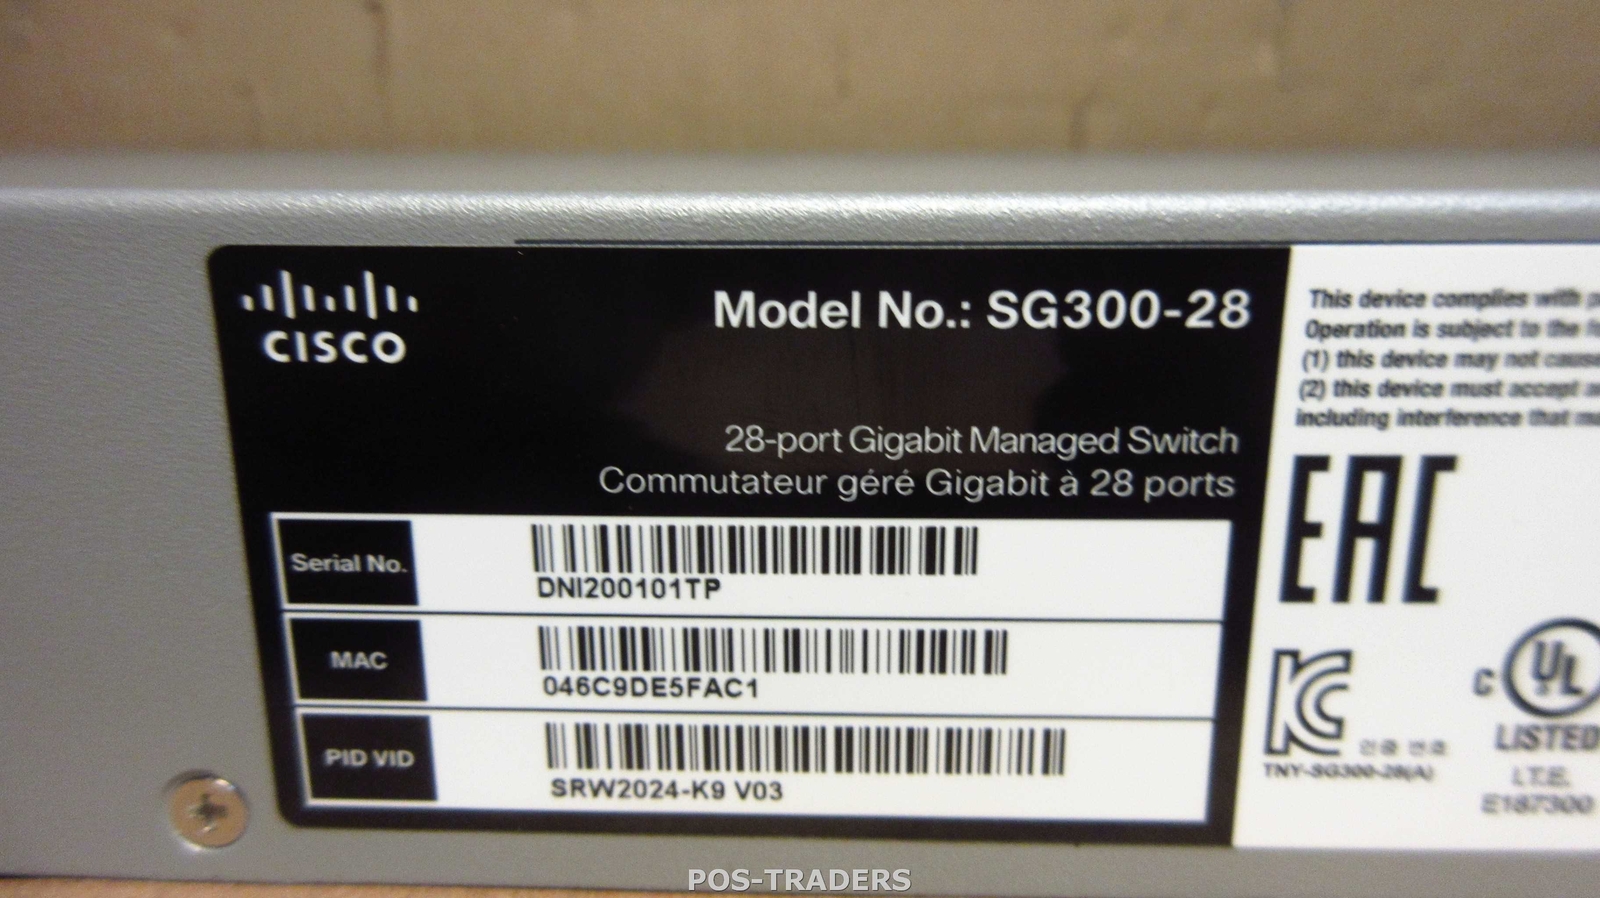 CISCO
Model No.: SG300-28
28-port Gigabit Managed Switch
Commutateur géré Gigabit à 28 ports
Serial No.
DNI200101TP
MAC
046C9DE5FAC1
PID VID
SRW2024-K9 V03
This device complies with
Operation is subject to the
(1) this device may not cause
(2) this device must accept
including interference that
EAC
TNY-SG300-28(A)
C UL
LISTED
I.T.E.
E187300
POS-TRADERS